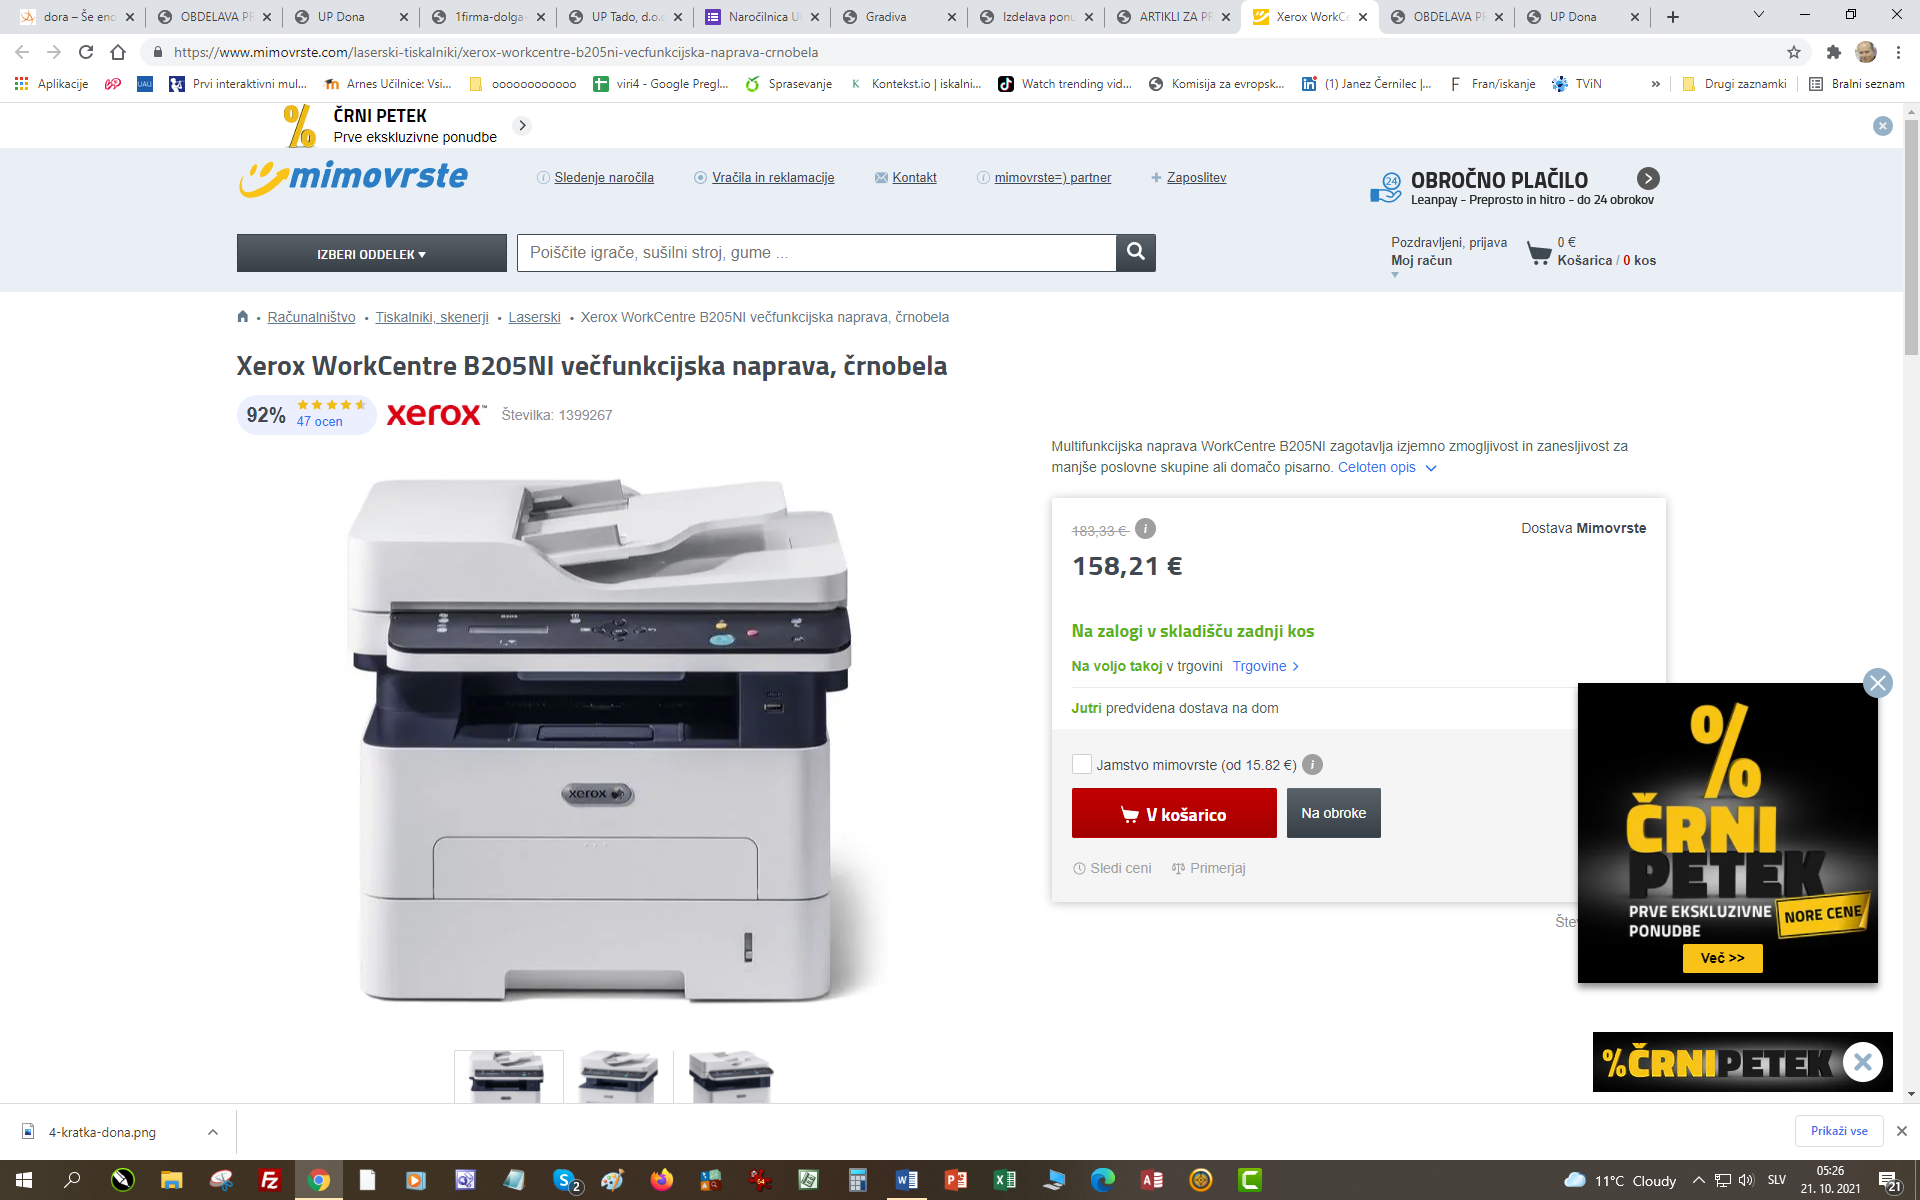 dora – Še eno
OBDELAVA PR
UP Dona
1firma-dolga-
UP Tado, d.o.o
Naročilnica U
Gradiva
Izdelava ponu
ARTIKLI ZA PR
Xerox WorkCe
OBDELAVA PR
UP Dona
https://www.mimovrste.com/laserski-tiskalniki/xerox-workcentre-b205ni-vecfunkcijska-naprava-crnobela
Aplikacije
UAU
Prvi interaktivni mul...
Arnes Učilnice: Vsi...
oooooooooooo
viri4 - Google Pregl...
Sprasevanje
Kontekst.io | iskalni...
Watch trending vid...
Komisija za evropsk...
(1) Janez Černilec |...
Fran/iskanje
TViN
»
Drugi zaznamki
Bralni seznam
ČRNI PETEK
Prve ekskluzivne ponudbe
mimovrste
Sledenje naročila
Vračila in reklamacije
Kontakt
mimovrste=) partner
Zaposlitev
24
OBROČNO PLAČILO
Leanpay - Preprosto in hitro - do 24 obrokov
IZBERI ODDELEK
Poiščite igrače, sušilni stroj, gume ...
Pozdravljeni, prijava
Moj račun
0 €
Košarica / 0 kos
Računalništvo • Tiskalniki, skenerji • Laserski • Xerox WorkCentre B205NI večfunkcijska naprava, črnobela
Xerox WorkCentre B205NI večfunkcijska naprava, črnobela
92%
47 ocen
xerox™
Številka: 1399267
Multifunkcijska naprava WorkCentre B205NI zagotavlja izjemno zmogljivost in zanesljivost za
manjše poslovne skupine ali domačo pisarno. Celoten opis
183,33 €
Dostava Mimovrste
158,21 €
Na zalogi v skladišču zadnji kos
Na voljo takoj v trgovini Trgovine
Jutri predvidena dostava na dom
Jamstvo mimovrste (od 15.82 €)
V košarico
Na obroke
Sledi ceni
Primerjaj
xerox
%
ČRNI
PETEK
PRVE EKSKLUZIVNE
PONUDBE
NORE CENE
Več >>
%ČRNIPETEK
4-kratka-dona.png
Prikaži vse
11°C Cloudy
SLV
05:26
21. 10. 2021
21